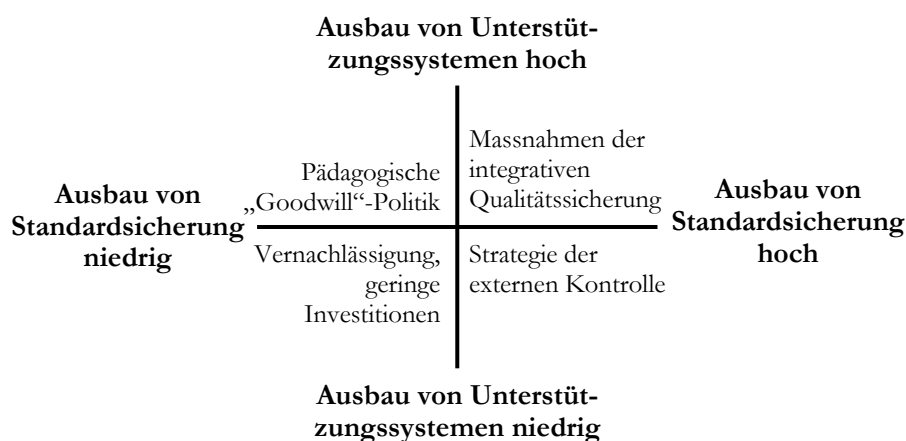 Ausbau von Unterstüt-
zungssystemen hoch
Pädagogische
„Goodwill“-Politik
Massnahmen der
integrativen
Qualitätssicherung
Ausbau von
Standardsicherung
niedrig
Ausbau von
Standardsicherung
hoch
Vernachlässigung,
geringe
Investitionen
Strategie der
externen Kontrolle
Ausbau von Unterstüt-
zungssystemen niedrig